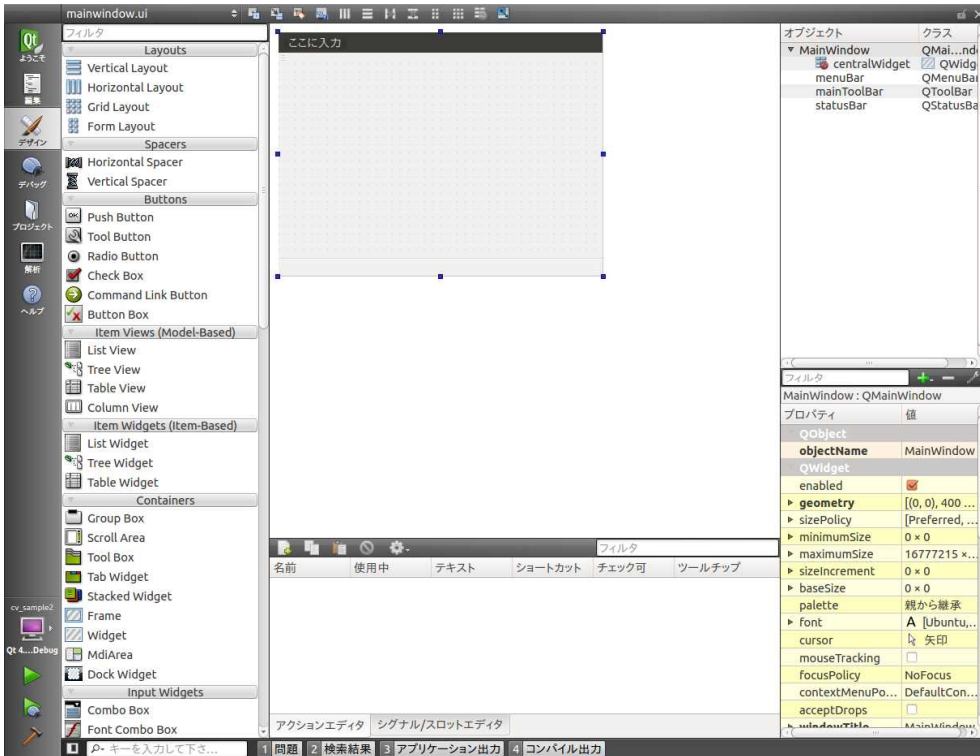 mainwindow.ui
ようこそ
編集
デザイン
デバッグ
プロジェクト
解析
ヘルプ
cv_sample2
Qt 4....Debug
フィルタ
Layouts
Vertical Layout
Horizontal Layout
Grid Layout
Form Layout
Spacers
Horizontal Spacer
Vertical Spacer
Buttons
Push Button
Tool Button
Radio Button
Check Box
Command Link Button
Button Box
Item Views (Model-Based)
List View
Tree View
Table View
Column View
Item Widgets (Item-Based)
List Widget
Tree Widget
Table Widget
Containers
Group Box
Scroll Area
Tool Box
Tab Widget
Stacked Widget
Frame
Widget
MdiArea
Dock Widget
Input Widgets
Combo Box
Font Combo Box
ここに入力
フィルタ
名前 使用中 テキスト ショートカット チェック可 ツールチップ
アクションエディタ シグナル/スロットエディタ
オブジェクト クラス
MainWindow QMai...nd
centralWidget QWidg
menuBar QMenuBa
mainToolBar QToolBar
statusBar QStatusBa
フィルタ
MainWindow : QMainWindow
プロパティ 値
QObject
objectName MainWindow
QWidget
enabled
geometry [(0, 0), 400 ...
sizePolicy [Preferred, ...
minimumSize 0 × 0
maximumSize 16777215 ×...
sizeIncrement 0 × 0
baseSize 0 × 0
palette 親から継承
font A [Ubuntu,...
cursor 矢印
mouseTracking
focusPolicy NoFocus
contextMenuPo... DefaultCon...
acceptDrops
windowTitle MainWindow
キーを入力して下さ...
1 問題 2 検索結果 3 アプリケーション出力 4 コンパイル出力